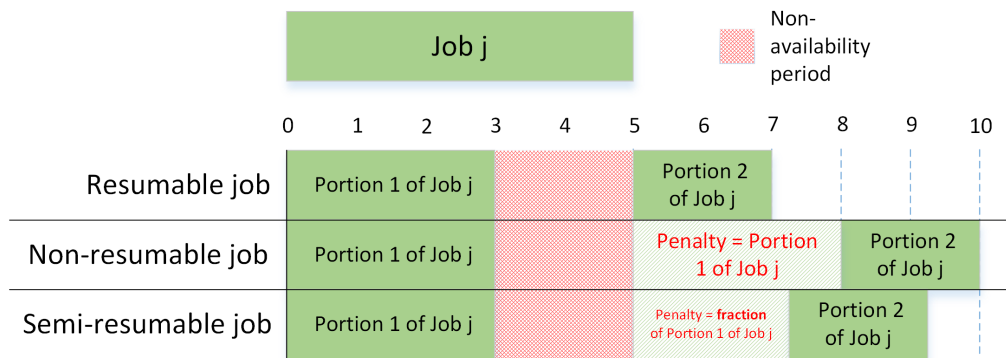 Job j
Non-
availability
period
0 1 2 3 4 5 6 7 8 9 10
Resumable job
Portion 1 of Job j
Portion 2
of Job j
Non-resumable job
Portion 1 of Job j
Penalty = Portion
1 of Job j
Portion 2
of Job j
Semi-resumable job
Portion 1 of Job j
Penalty = fraction
of Portion 1 of Job j
Portion 2
of Job j